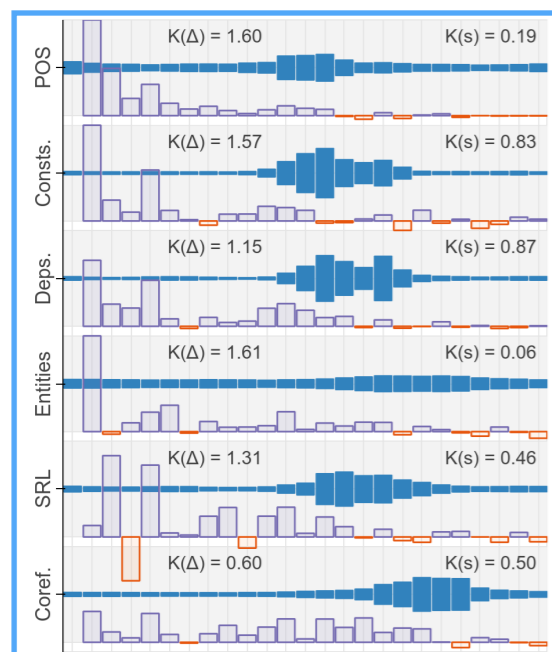 POS K(Δ) = 1.60 K(s) = 0.19
Consts. K(Δ) = 1.57 K(s) = 0.83
Deps. K(Δ) = 1.15 K(s) = 0.87
Entities K(Δ) = 1.61 K(s) = 0.06
SRL K(Δ) = 1.31 K(s) = 0.46
Coref. K(Δ) = 0.60 K(s) = 0.50